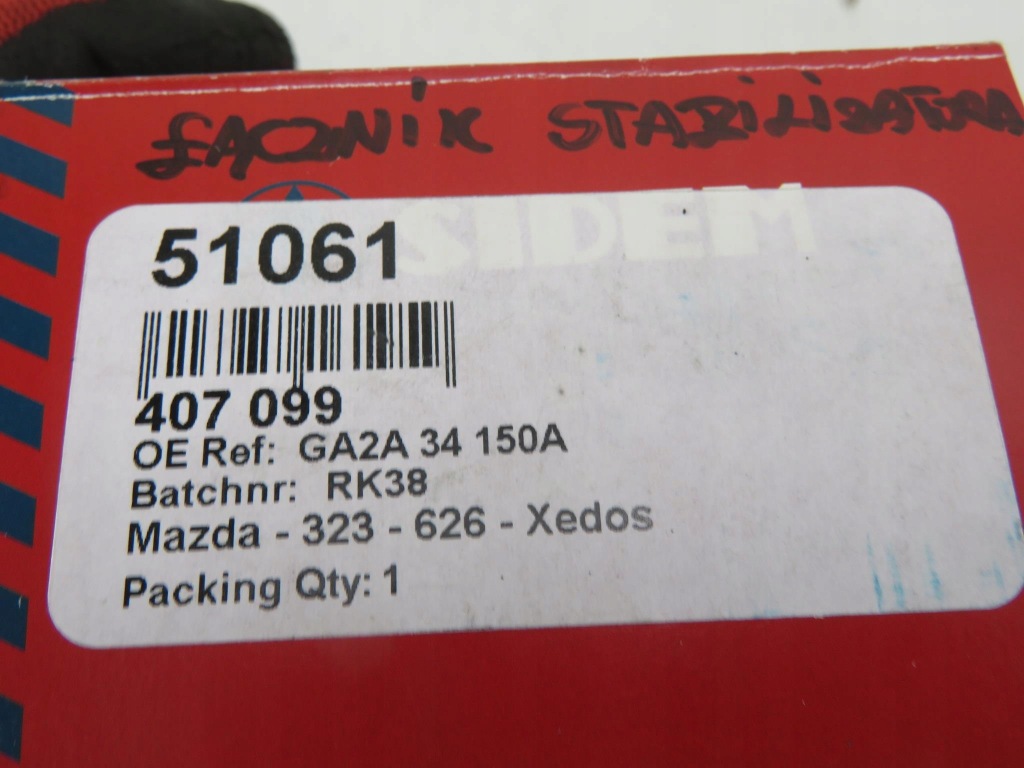 ŁĄCZNIK STABILIZATORA
SIDEM
51061
407 099
OE Ref: GA2A 34 150A
Batchnr: RK38
Mazda - 323 - 626 - Xedos
Packing Qty: 1